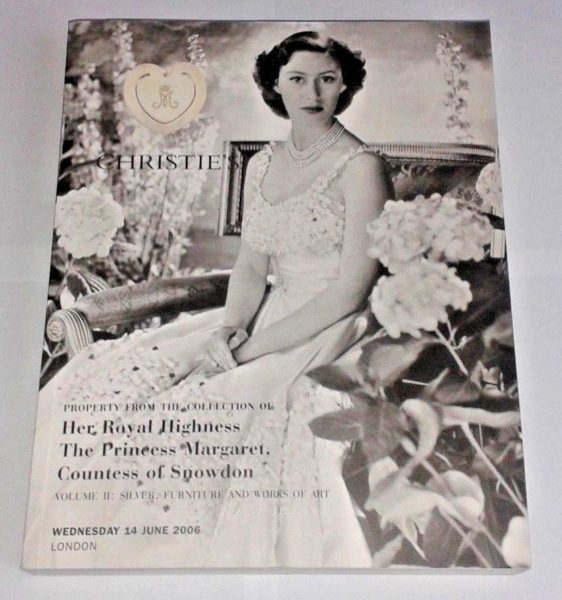 CHRISTIE'S
PROPERTY FROM THE COLLECTION OF
Her Royal Highness
The Princess Margaret,
Countess of Snowdon
VOLUME II: SILVER, FURNITURE AND WORKS OF ART
WEDNESDAY 14 JUNE 2006
LONDON